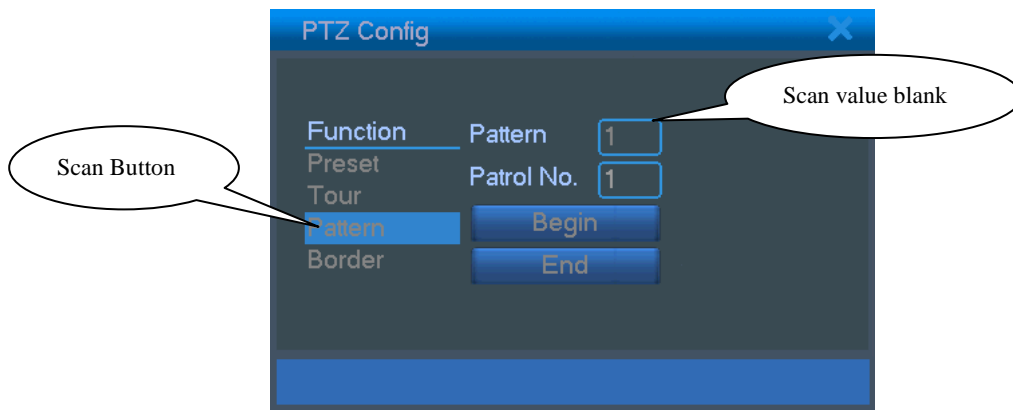 PTZ Config
Scan value blank
Function
Pattern
1
Scan Button
Preset
Patrol No.
1
Tour
Pattern
Begin
Border
End